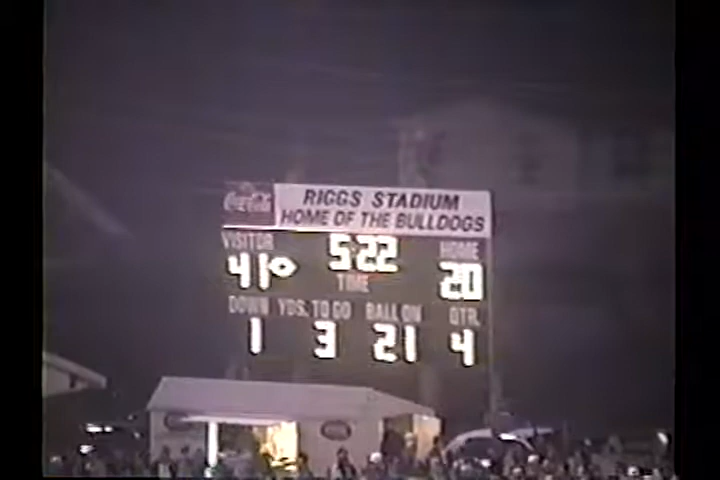 Coca-Cola
RIGGS STADIUM
HOME OF THE BULLDOGS
VISITOR 5:22 HOME
41 TIME 20
DOWN YDS. TO GO BALL ON QTR.
1 3 21 4